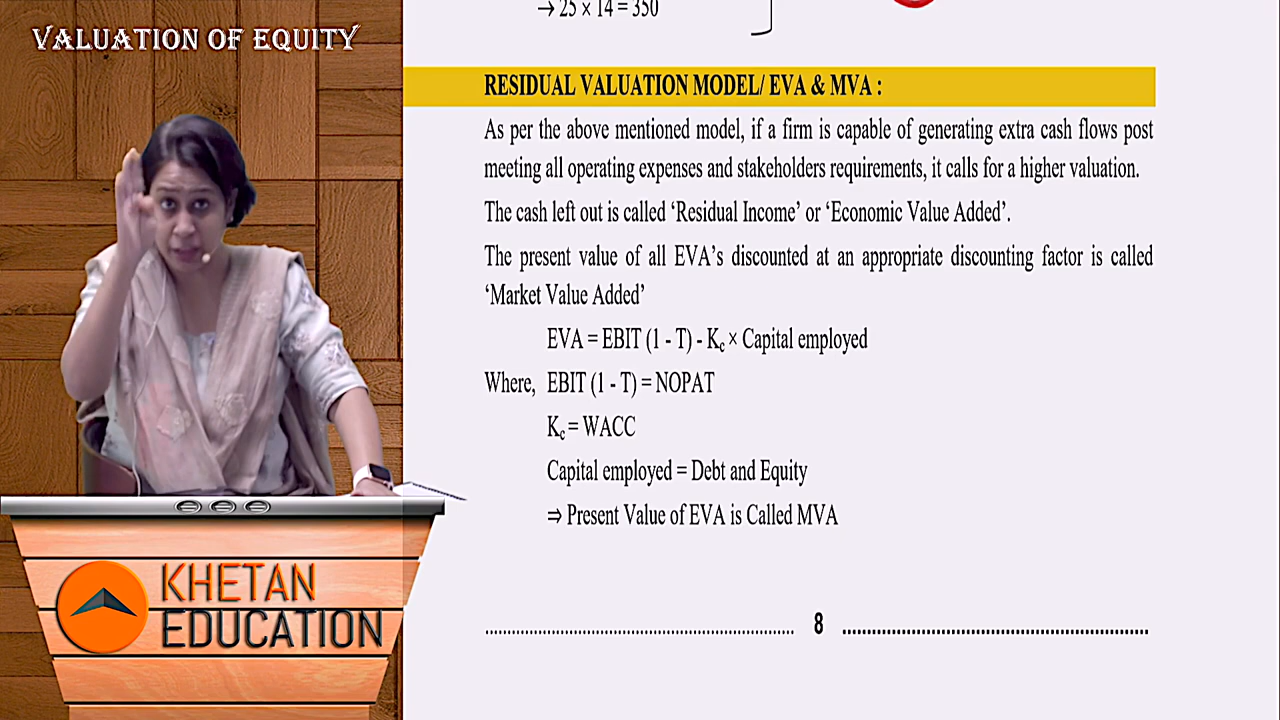 VALUATION OF EQUITY
→ 25 × 14 = 350
RESIDUAL VALUATION MODEL/ EVA & MVA :
As per the above mentioned model, if a firm is capable of generating extra cash flows post
meeting all operating expenses and stakeholders requirements, it calls for a higher valuation.
The cash left out is called ‘Residual Income’ or ‘Economic Value Added’.
The present value of all EVA’s discounted at an appropriate discounting factor is called
‘Market Value Added’
EVA = EBIT (1 - T) - Kc × Capital employed
Where, EBIT (1 - T) = NOPAT
Kc = WACC
Capital employed = Debt and Equity
⇒ Present Value of EVA is Called MVA
8
KHETAN
EDUCATION